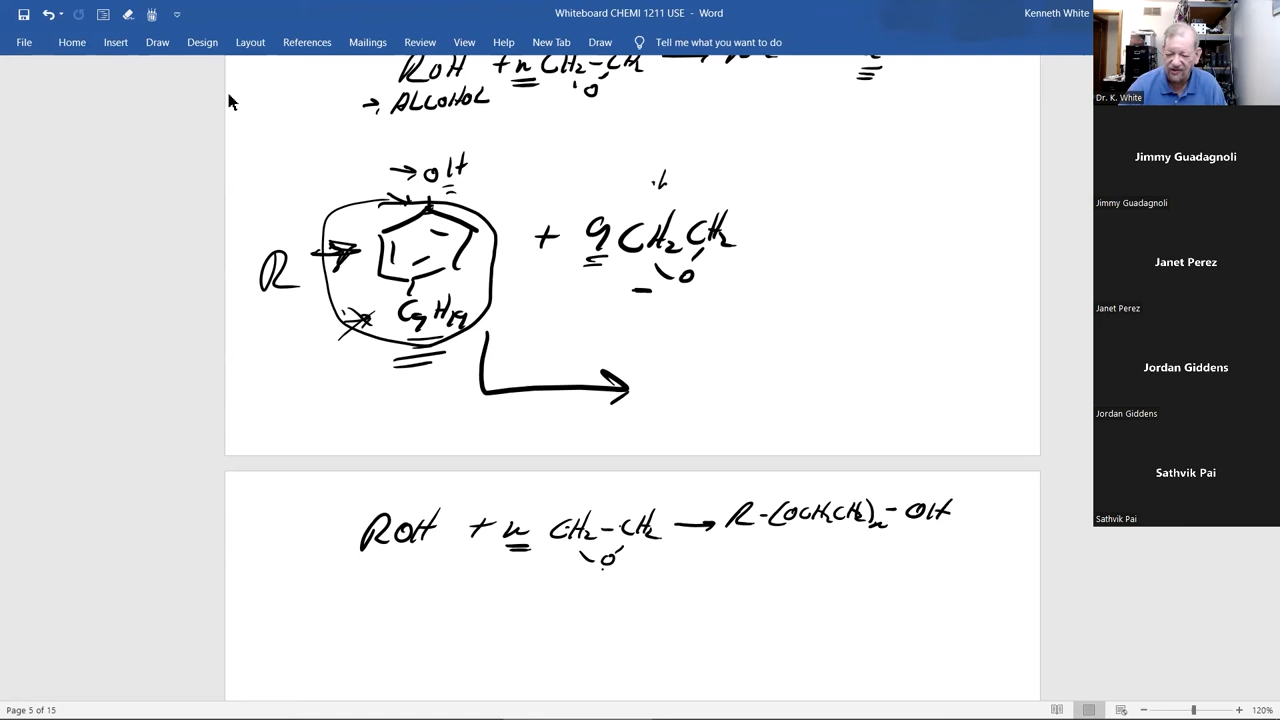 Whiteboard CHEMI 1211 USE - Word
Kenneth White
File Home Insert Draw Design Layout References Mailings Review View Help New Tab Draw Tell me what you want to do
ROH + n CH2-CH2
O
→ ALCOHOL
→ OH
R
C9H19
+ 9 CH2CH2
O
ROH + n CH2-CH2 → R-(OCH2CH2)n-OH
O
Dr. K. White
Jimmy Guadagnoli
Jimmy Guadagnoli
Janet Perez
Janet Perez
Jordan Giddens
Jordan Giddens
Sathvik Pai
Sathvik Pai
Page 5 of 15
120%